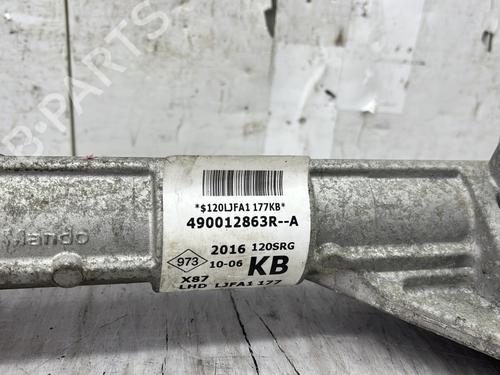 B-PARTS
Mando
*$120LJFA1 177KB*
490012863R--A
2016 120SRG
973 10-06 KB
X87
LHD LJFA1 177